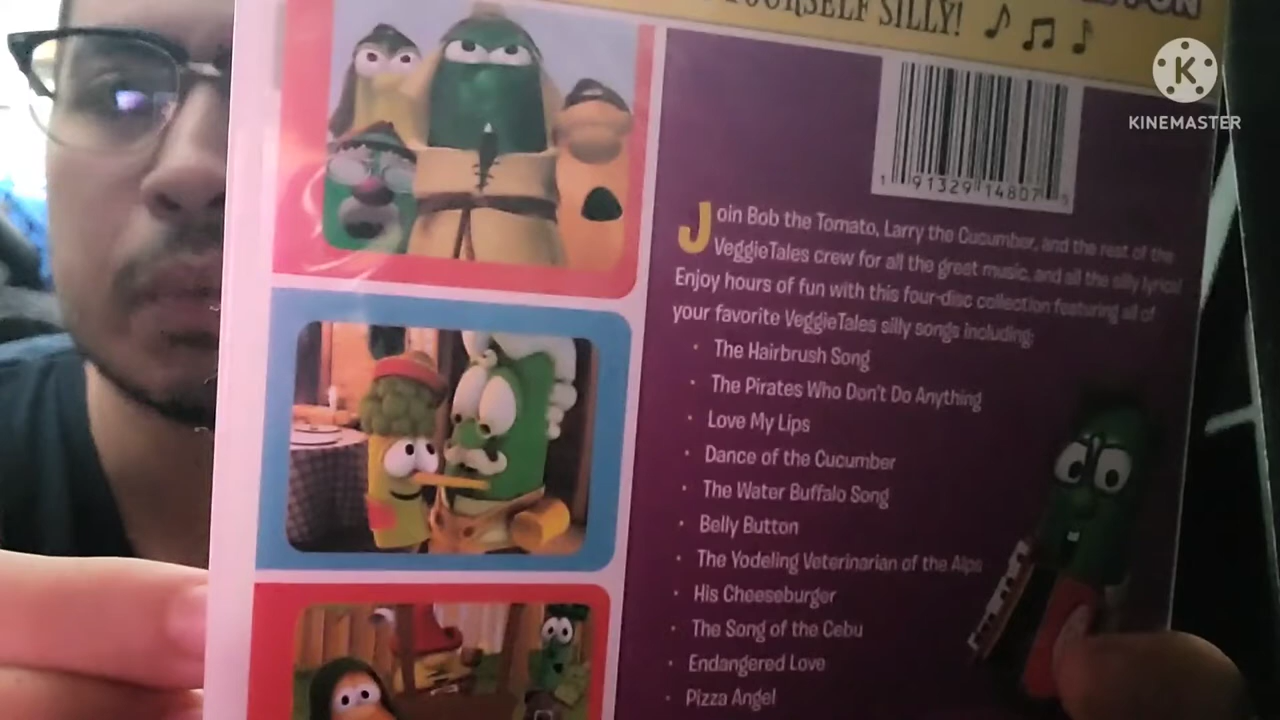 YOURSELF SILLY!
K
KINEMASTER
1 91329 14807 5
Join Bob the Tomato, Larry the Cucumber, and the rest of the
VeggieTales crew for all the great music, and all the silly lyrics!
Enjoy hours of fun with this four-disc collection featuring all of
your favorite VeggieTales silly songs including:
• The Hairbrush Song
• The Pirates Who Don't Do Anything
• Love My Lips
• Dance of the Cucumber
• The Water Buffalo Song
• Belly Button
• The Yodeling Veterinarian of the Alps
• His Cheeseburger
• The Song of the Cebu
• Endangered Love
• Pizza Angel